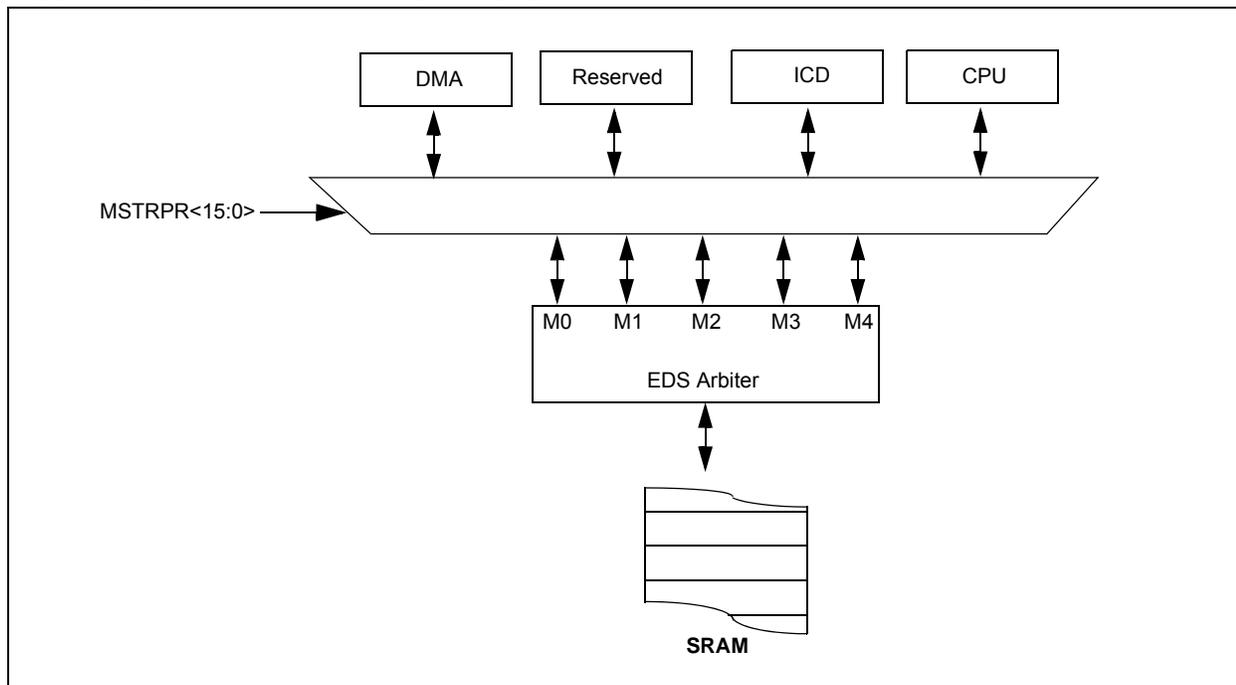 DMA
Reserved
ICD
CPU
MSTRPR<15:0>
M0
M1
M2
M3
M4
EDS Arbiter
SRAM